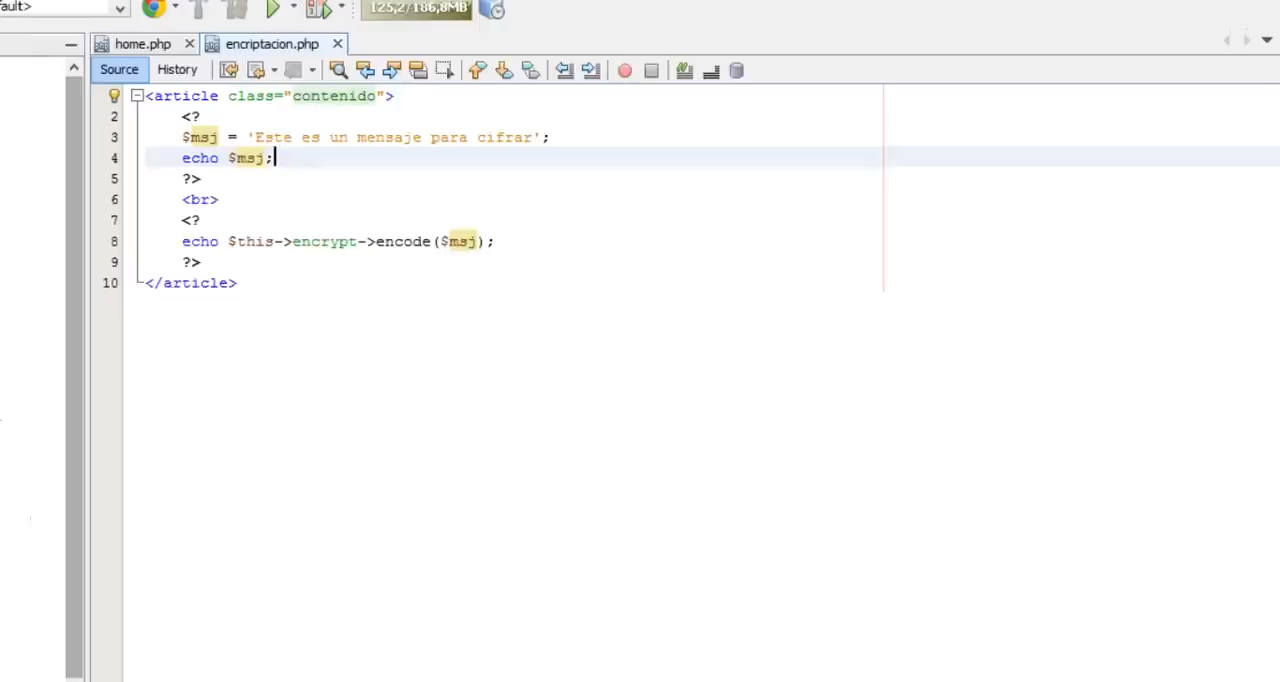 ault>
125,2/186,8MB
home.php
encriptacion.php
Source
History
<article class="contenido">
2 <?
3 $msj = 'Este es un mensaje para cifrar';
4 echo $msj;
5 ?>
6 <br>
7 <?
8 echo $this->encrypt->encode($msj);
9 ?>
10 </article>